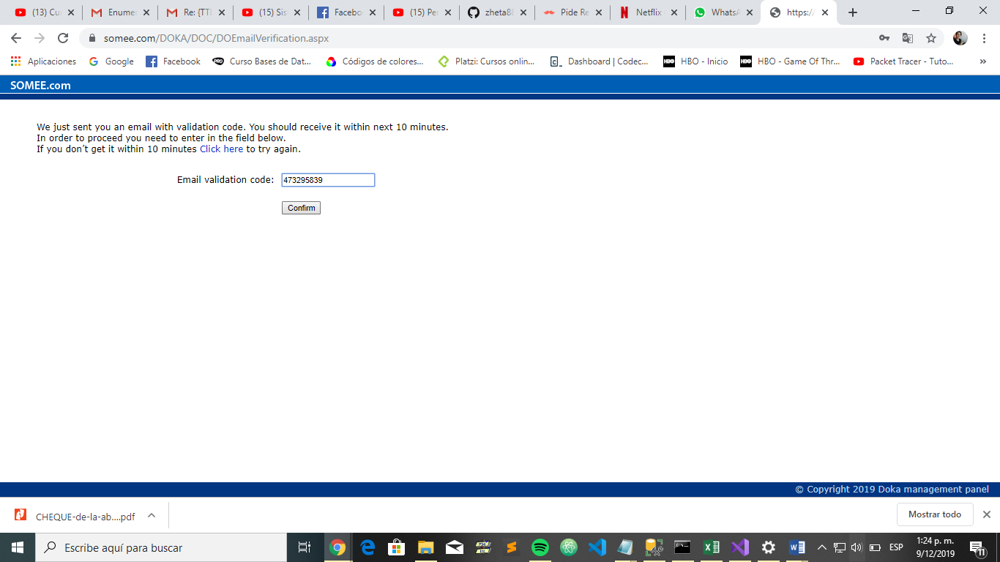 (13) Cu
Enumer
Re: {TT
(15) Sis
Facebo
(15) Pe
zheta88
Pide Re
Netflix
WhatsA
https://
somee.com/DOKA/DOC/DOEmailVerification.aspx
Aplicaciones
Google
Facebook
PRO
Curso Bases de Dat...
Códigos de colores...
Platzi: Cursos onlin...
Dashboard | Codec...
HBO
HBO - Inicio
HBO
HBO - Game Of Thr...
Packet Tracer - Tuto...
»
SOMEE.com
We just sent you an email with validation code. You should receive it within next 10 minutes.
In order to proceed you need to enter in the field below.
If you don't get it within 10 minutes Click here to try again.
Email validation code: 473295839
Confirm
© Copyright 2019 Doka management panel
CHEQUE-de-la-ab....pdf
Mostrar todo
Escribe aquí para buscar
ESP
1:24 p. m.
9/12/2019
11